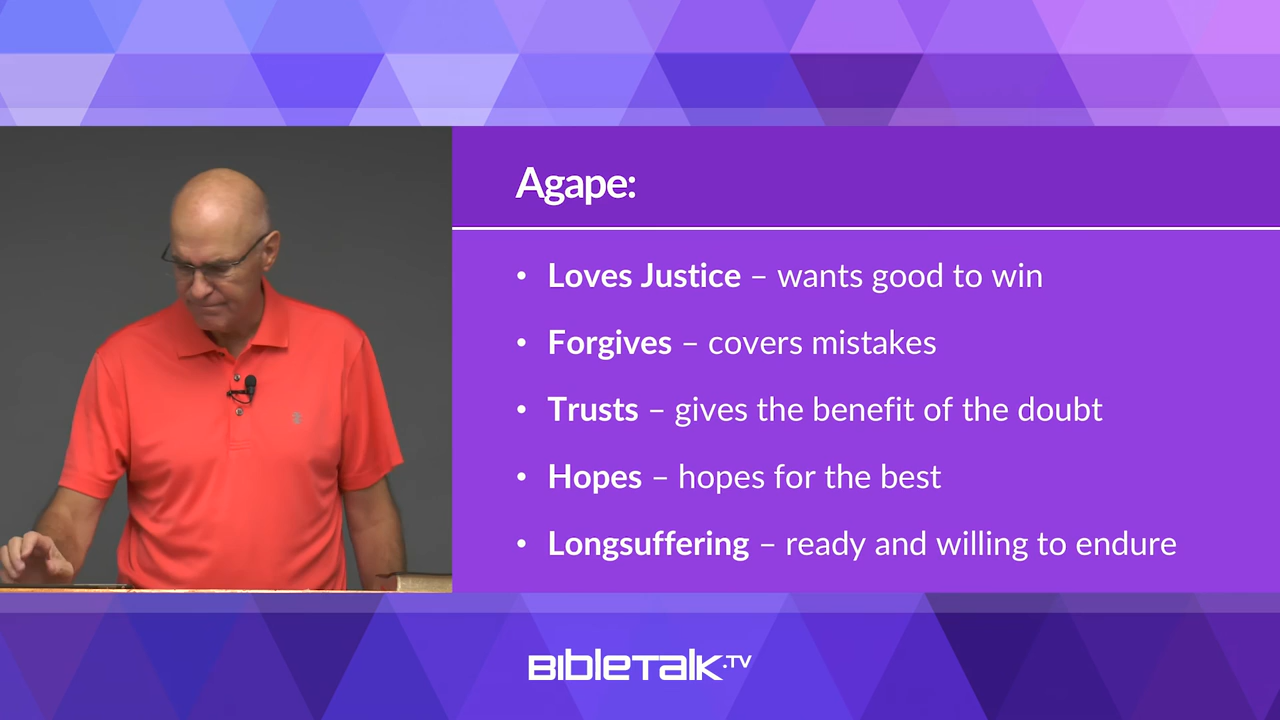 Agape:
• Loves Justice – wants good to win
• Forgives – covers mistakes
• Trusts – gives the benefit of the doubt
• Hopes – hopes for the best
• Longsuffering – ready and willing to endure
BIBLETALK.TV